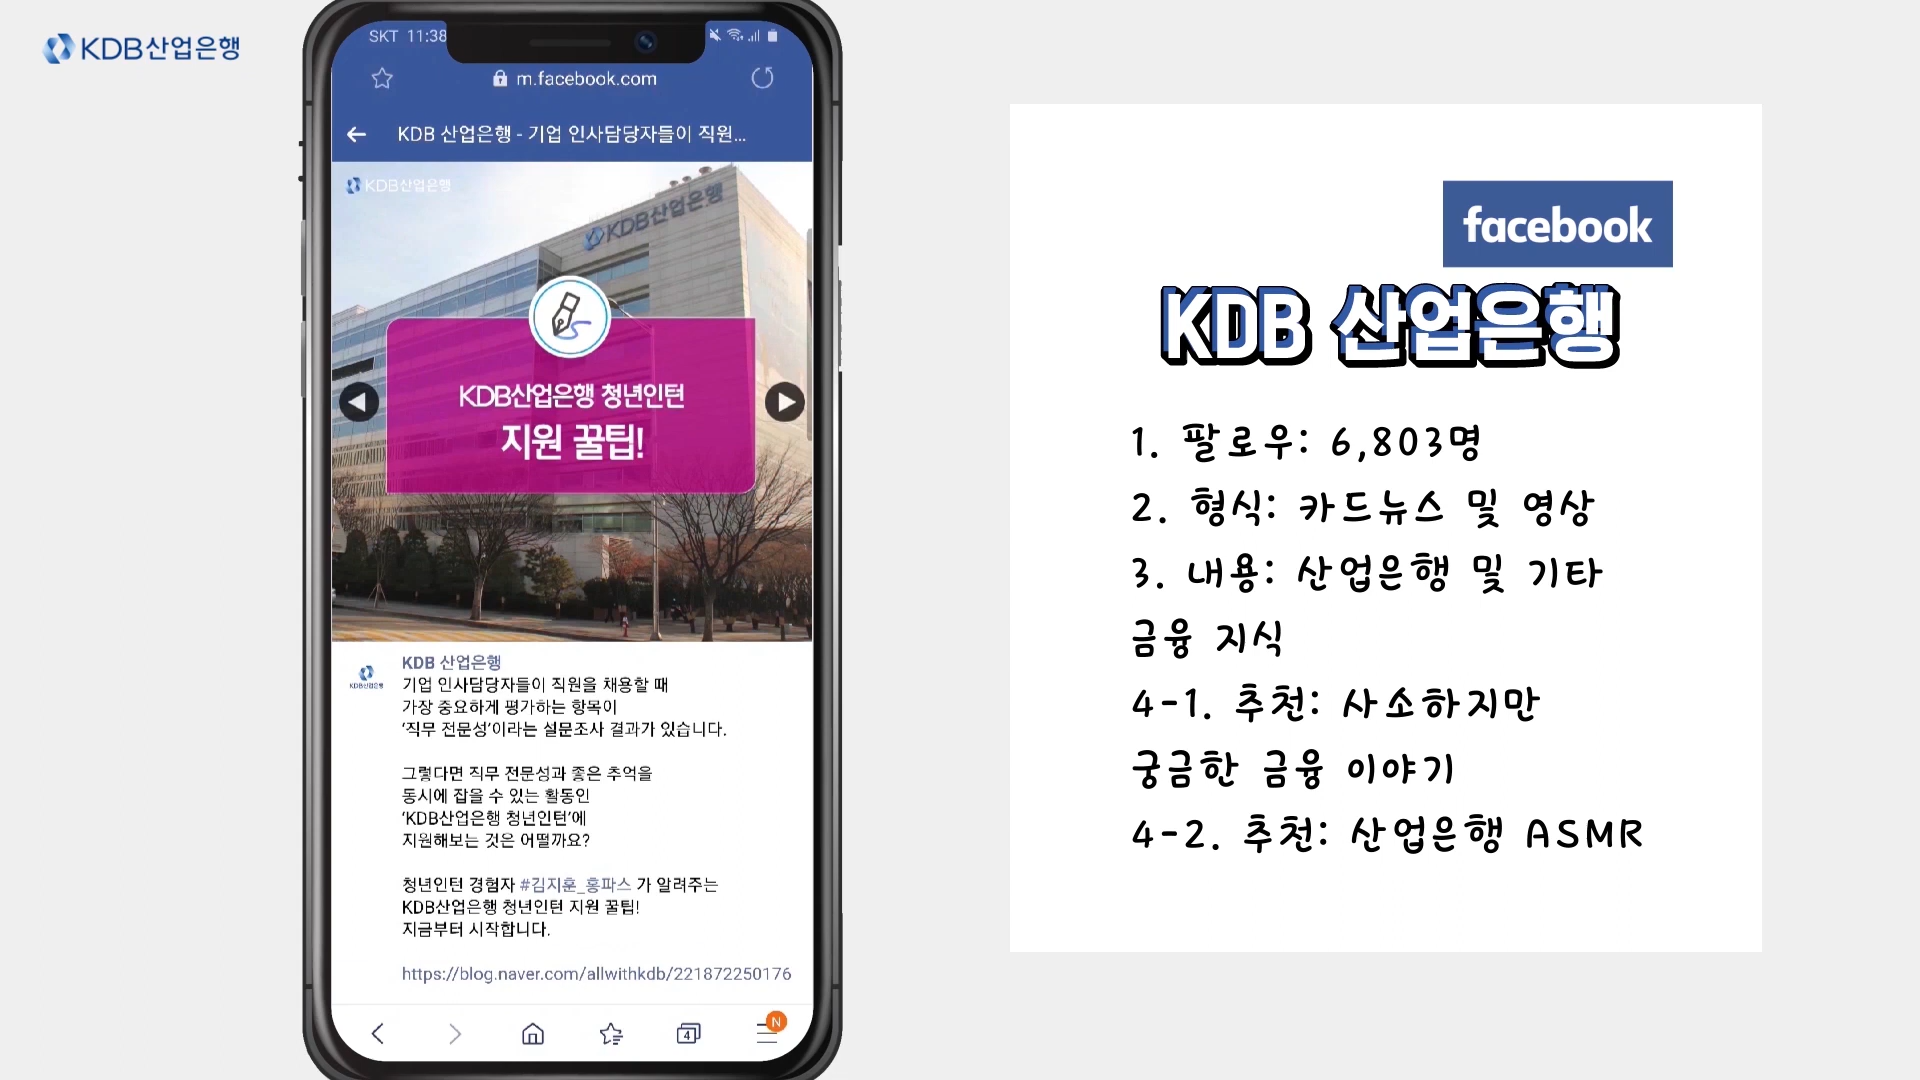 KDB산업은행
SKT 11:38
m.facebook.com
KDB 산업은행 - 기업 인사담당자들이 직원...
KDB산업은행
KDB산업은행
KDB산업은행 청년인턴
지원 꿀팁!
KDB산업은행
KDB 산업은행
기업 인사담당자들이 직원을 채용할 때
가장 중요하게 평가하는 항목이
‘직무 전문성’이라는 설문조사 결과가 있습니다.
그렇다면 직무 전문성과 좋은 추억을
동시에 잡을 수 있는 활동인
‘KDB산업은행 청년인턴’에
지원해보는 것은 어떨까요?
청년인턴 경험자 #김지훈_홍파스 가 알려주는
KDB산업은행 청년인턴 지원 꿀팁!
지금부터 시작합니다.
https://blog.naver.com/allwithkdb/221872250176
4
N
facebook
KDB 산업은행
1. 팔로우: 6,803명
2. 형식: 카드뉴스 및 영상
3. 내용: 산업은행 및 기타
금융 지식
4-1. 추천: 사소하지만
궁금한 금융 이야기
4-2. 추천: 산업은행 ASMR